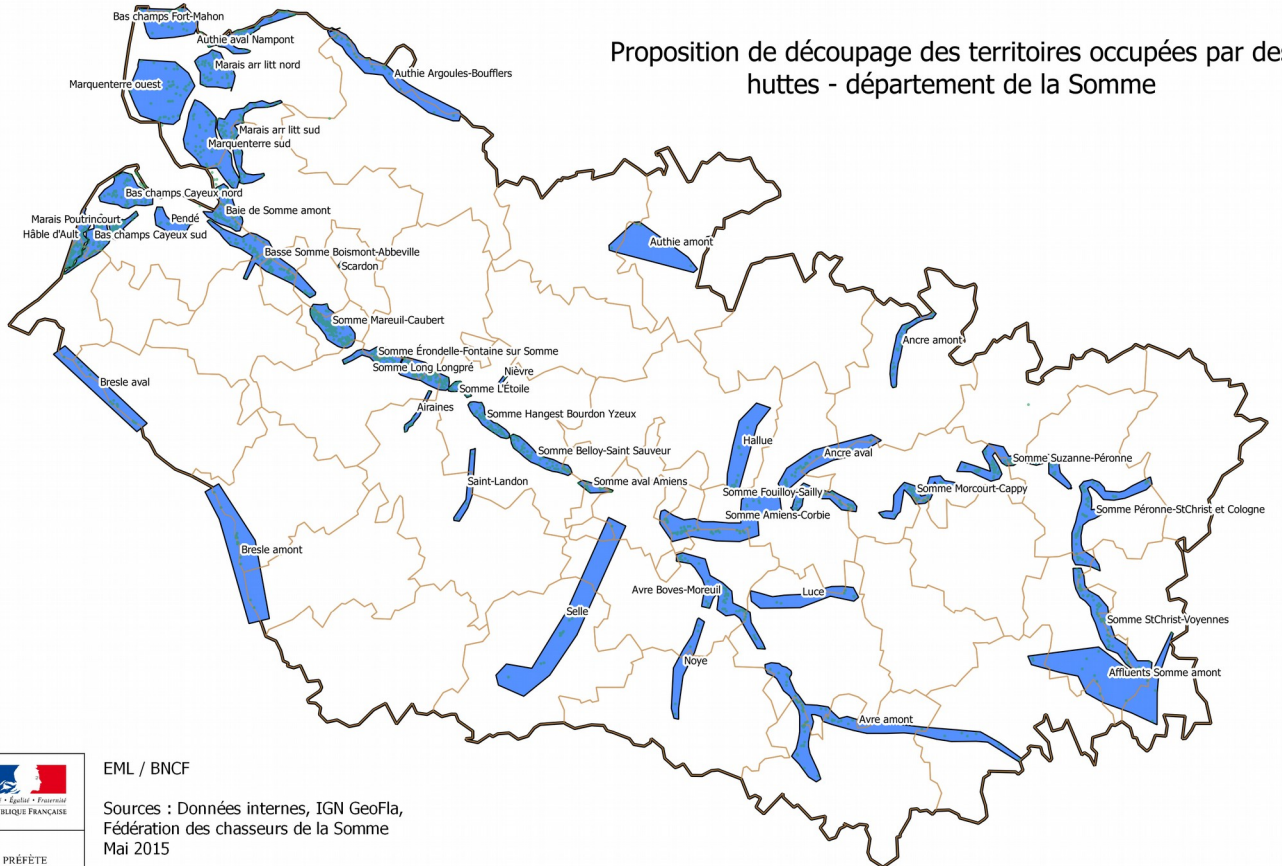 Proposition de découpage des territoires occupées par des
huttes - département de la Somme
Bas champs Fort-Mahon
Authie aval Nampont
Marais arr litt nord
Marquenterre ouest
Authie Argoules-Boufflers
Marais arr litt sud
Marquenterre sud
Bas champs Cayeux nord
Marais Poutrincourt
Pendé
Baie de Somme amont
Hâble d'Ault
Bas champs Cayeux sud
Basse Somme Boismont-Abbeville
Scardon
Authie amont
Somme Mareuil-Caubert
Ancre amont
Somme Érondelle-Fontaine sur Somme
Somme Long Longpré
Nièvre
Bresle aval
Somme L'Étoile
Airaines
Somme Hangest Bourdon Yzeux
Hallue
Somme Belloy-Saint Sauveur
Ancre aval
Somme Suzanne-Péronne
Saint-Landon
Somme aval Amiens
Somme Fouilloy-Sailly
Somme Morcourt-Cappy
Somme Amiens-Corbie
Somme Péronne-StChrist et Cologne
Bresle amont
Avre Boves-Moreuil
Luce
Selle
Somme StChrist-Voyennes
Noye
Affluents Somme amont
Avre amont
EML / BNCF
Sources : Données internes, IGN GeoFla,
Fédération des chasseurs de la Somme
Mai 2015
• Égalité • Fraternité
BLIQUE FRANÇAISE
PRÉFÈTE